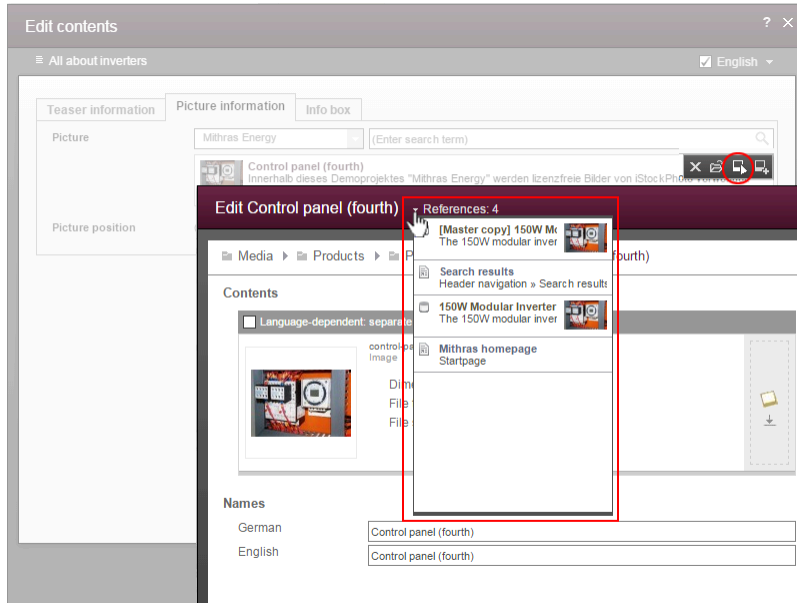 Edit contents
?
All about inverters
English
Teaser information
Picture information
Info box
Picture
Mithras Energy
(Enter search term)
Control panel (fourth)
Innerhalb dieses Demoprojektes "Mithras Energy" werden lizenzfreie Bilder von iStockPhoto
Picture position
Edit Control panel (fourth)
References: 4
[Master copy] 150W Mo
The 150W modular inver
Media
Products
P
fourth)
Search results
Header navigation » Search results
Contents
150W Modular Inverter
The 150W modular inver
Language-dependent: separate
control-pa
Image
Mithras homepage
Startpage
Dime
File
File
Names
German
Control panel (fourth)
English
Control panel (fourth)